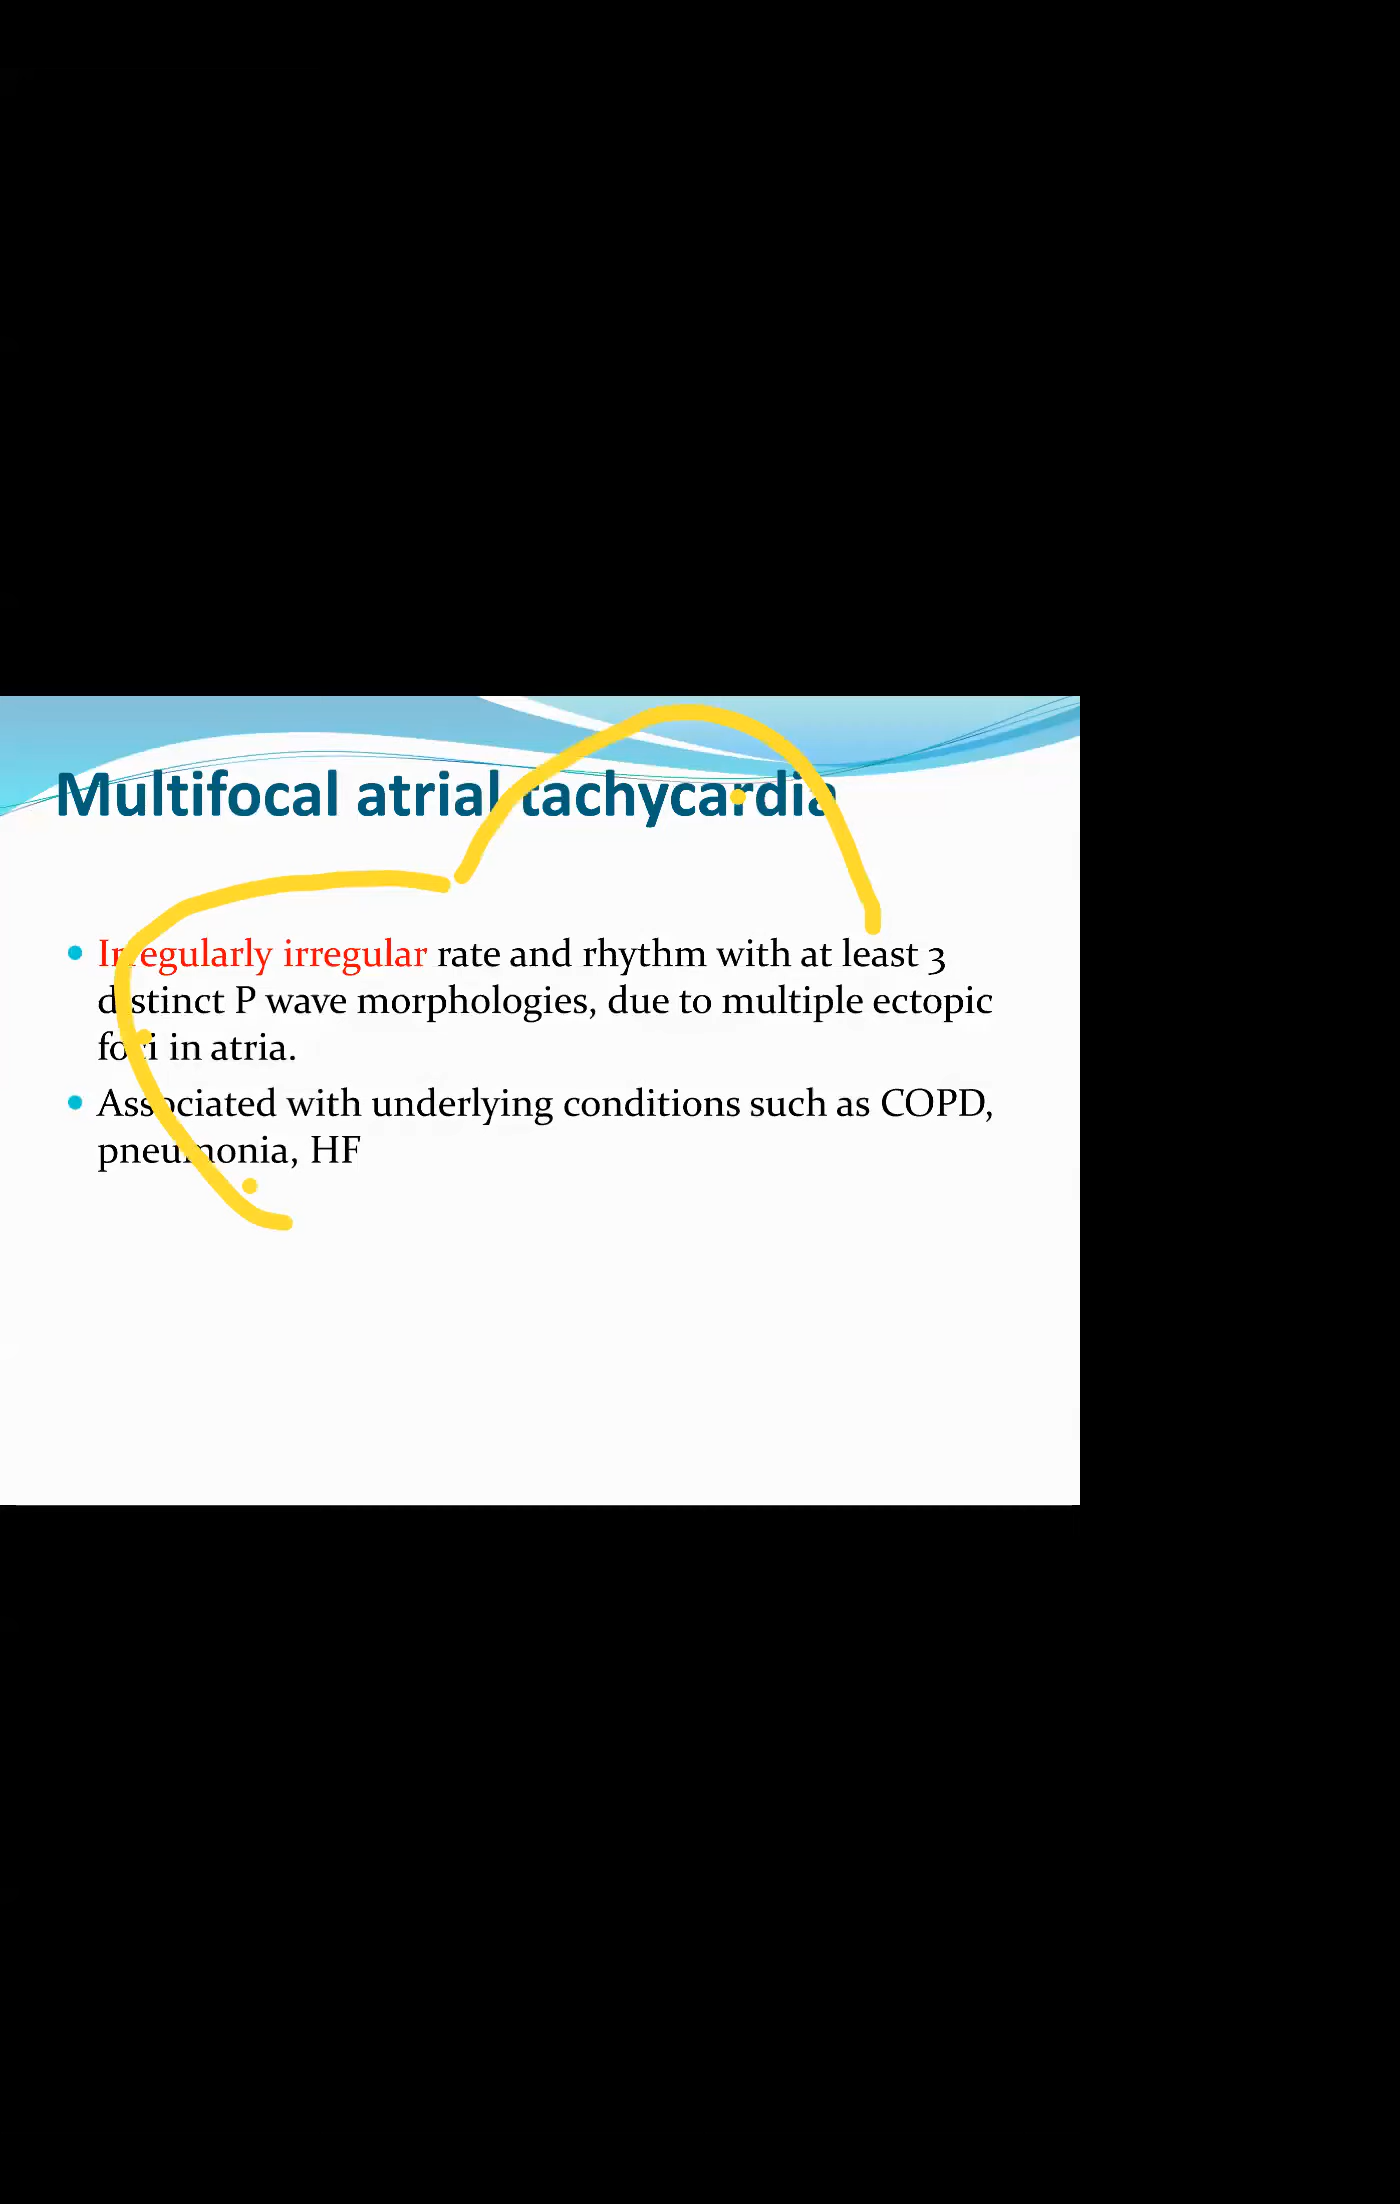 Multifocal atrial tachycardia
Irregularly irregular rate and rhythm with at least 3
distinct P wave morphologies, due to multiple ectopic
foci in atria.
Associated with underlying conditions such as COPD,
pneumonia, HF